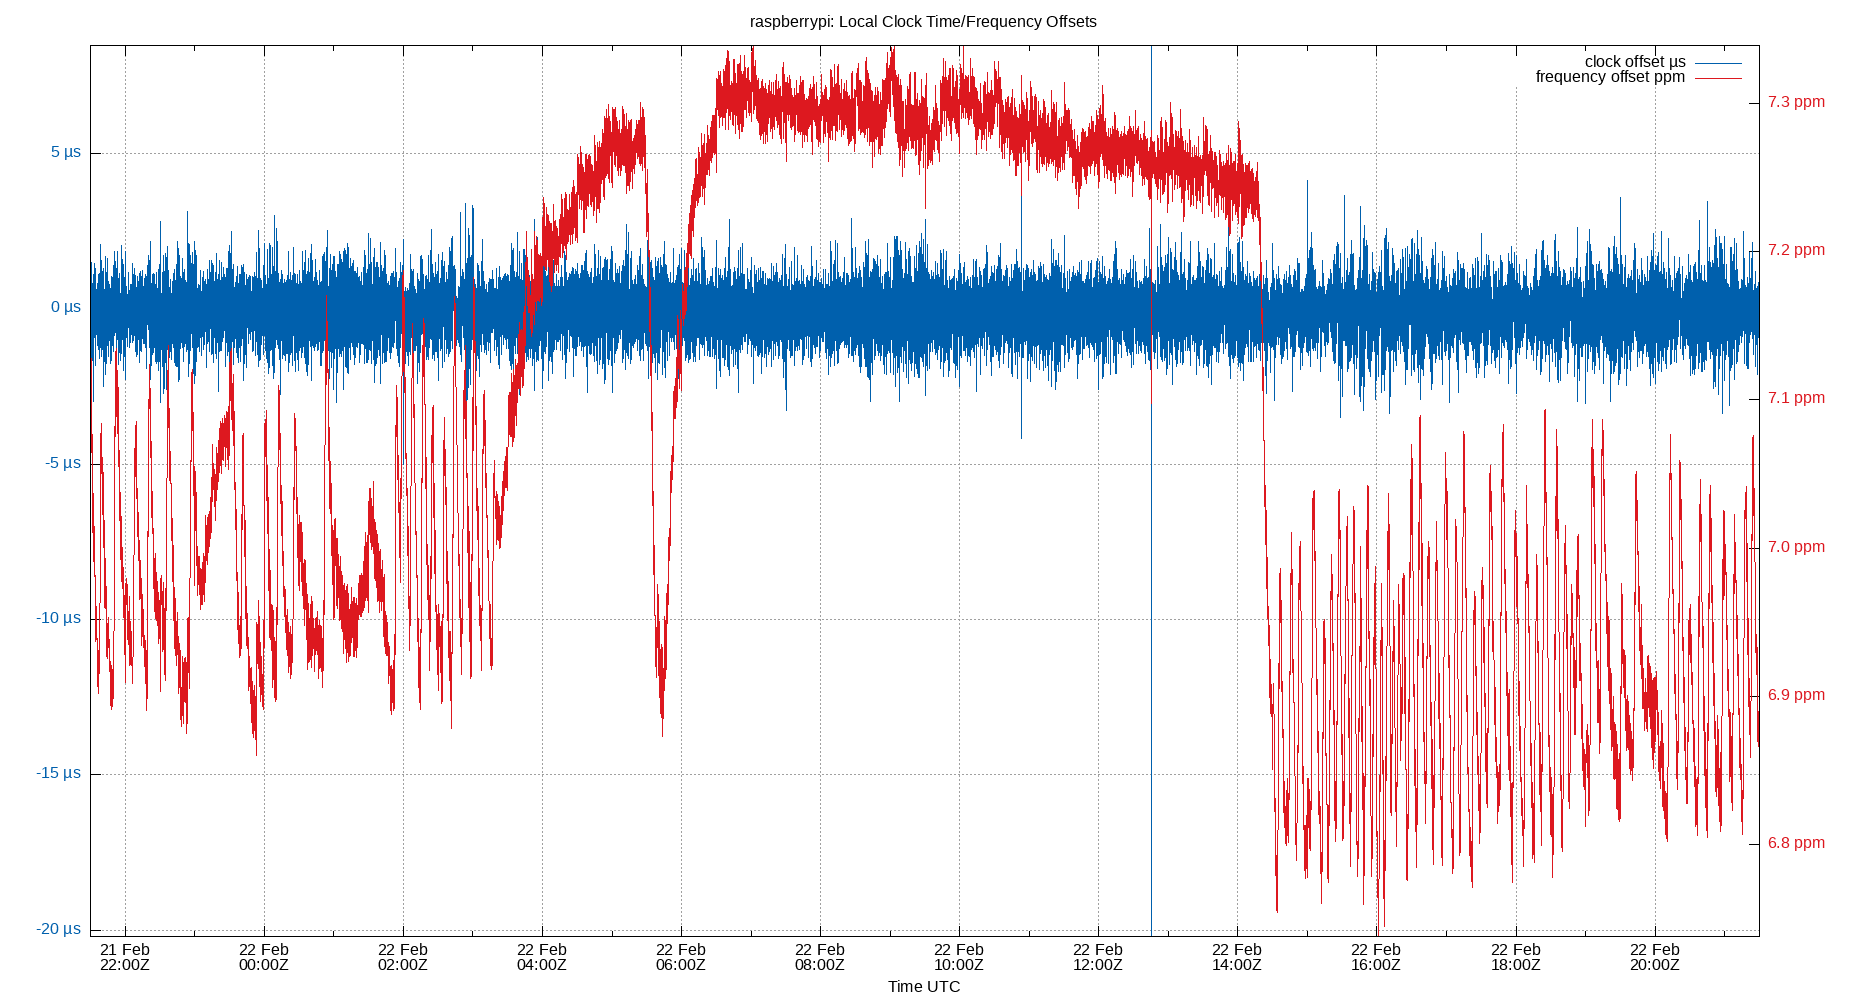 raspberrypi: Local Clock Time/Frequency Offsets
clock offset µs
frequency offset ppm
5 µs
0 µs
-5 µs
-10 µs
-15 µs
-20 µs
7.3 ppm
7.2 ppm
7.1 ppm
7.0 ppm
6.9 ppm
6.8 ppm
21 Feb 22 Feb 22 Feb 22 Feb 22 Feb 22 Feb 22 Feb 22 Feb 22 Feb 22 Feb 22 Feb 22 Feb
22:00Z 00:00Z 02:00Z 04:00Z 06:00Z 08:00Z 10:00Z 12:00Z 14:00Z 16:00Z 18:00Z 20:00Z
Time UTC